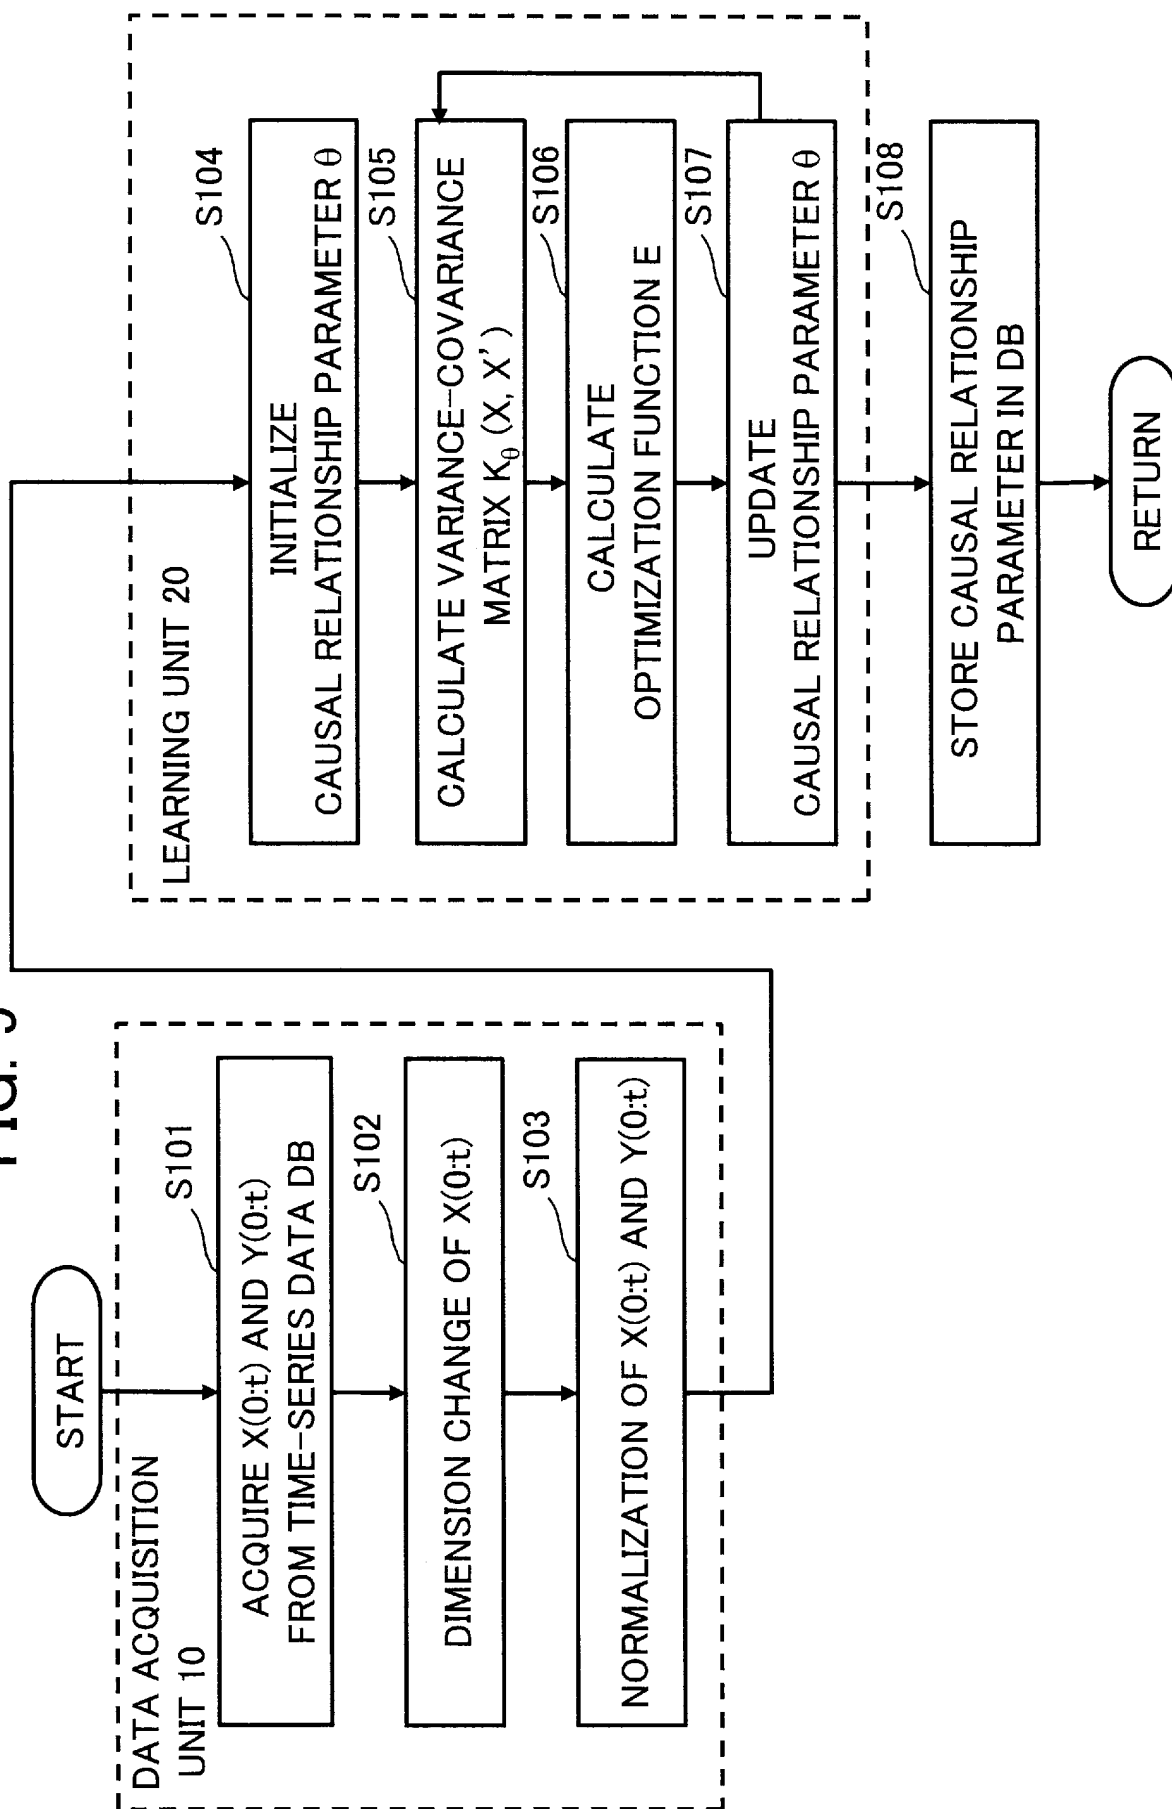 START
DATA ACQUISITION
UNIT 10
S101
ACQUIRE X(0:t) AND Y(0:t)
FROM TIME-SERIES DATA DB
S102
DIMENSION CHANGE OF X(0:t)
S103
NORMALIZATION OF X(0:t) AND Y(0:t)
LEARNING UNIT 20
S104
INITIALIZE
CAUSAL RELATIONSHIP PARAMETER θ
S105
CALCULATE VARIANCE-COVARIANCE
MATRIX Kθ (X, X')
S106
CALCULATE
OPTIMIZATION FUNCTION E
S107
UPDATE
CAUSAL RELATIONSHIP PARAMETER θ
S108
STORE CAUSAL RELATIONSHIP
PARAMETER IN DB
RETURN